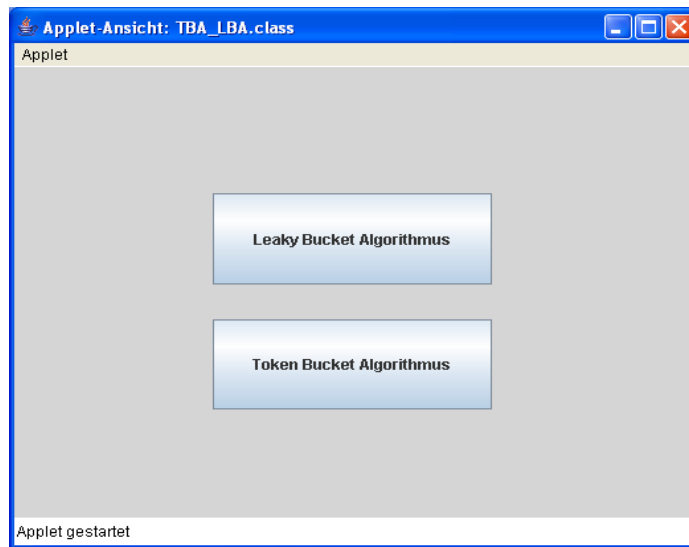 Applet-Ansicht: TBA_LBA.class
Applet
Leaky Bucket Algorithmus
Token Bucket Algorithmus
Applet gestartet